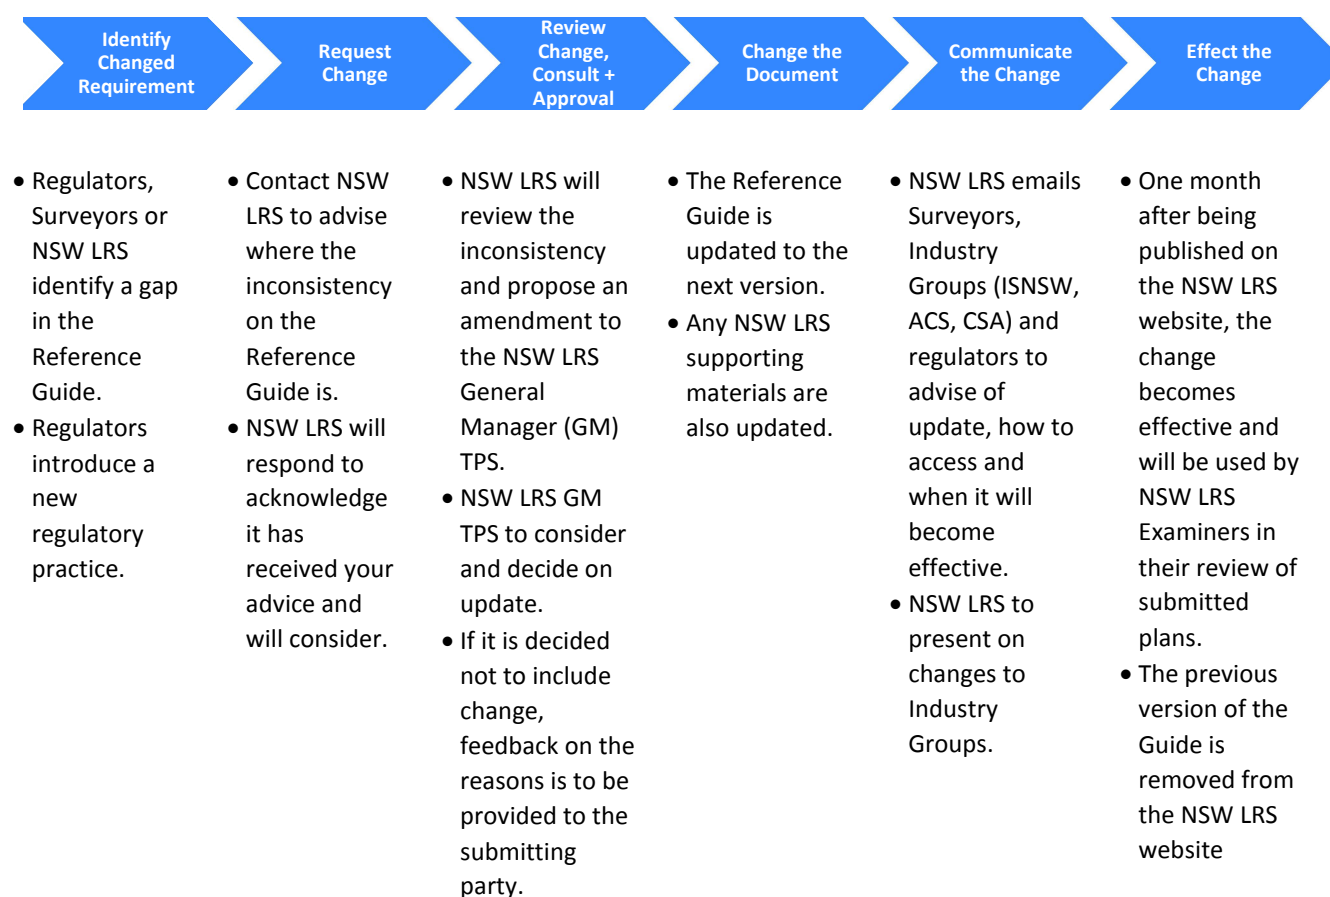 Identify
Changed
Requirement
Request
Change
Review
Change,
Consult +
Approval
Change the
Document
Communicate
the Change
Effect the
Change
• Regulators,
Surveyors or
NSW LRS
identify a gap
in the
Reference
Guide.
• Regulators
introduce a
new
regulatory
practice.
• Contact NSW
LRS to advise
where the
inconsistency
on the
Reference
Guide is.
• NSW LRS will
respond to
acknowledge
it has
received your
advice and
will consider.
• NSW LRS will
review the
inconsistency
and propose an
amendment to
the NSW LRS
General
Manager (GM)
TPS.
• NSW LRS GM
TPS to consider
and decide on
update.
• If it is decided
not to include
change,
feedback on the
reasons is to be
provided to the
submitting
party.
• The Reference
Guide is
updated to the
next version.
• Any NSW LRS
supporting
materials are
also updated.
• NSW LRS emails
Surveyors,
Industry
Groups (ISNSW,
ACS, CSA) and
regulators to
advise of
update, how to
access and
when it will
become
effective.
• NSW LRS to
present on
changes to
Industry
Groups.
• One month
after being
published on
the NSW LRS
website, the
change
becomes
effective and
will be used by
NSW LRS
Examiners in
their review of
submitted
plans.
• The previous
version of the
Guide is
removed from
the NSW LRS
website